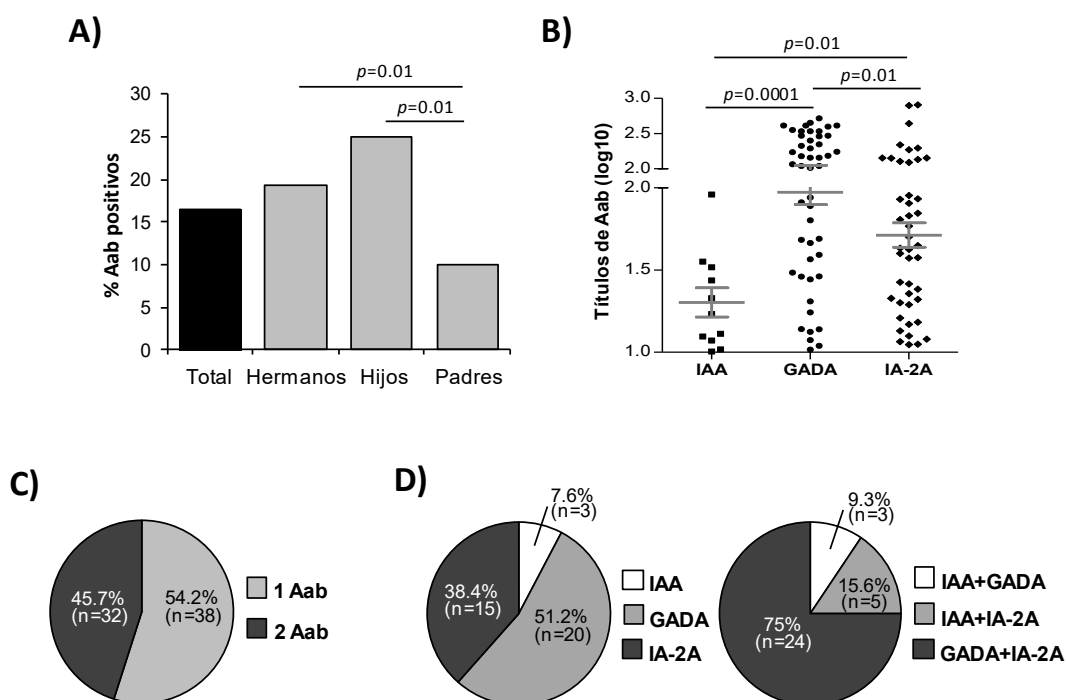 A)
p=0.01
p=0.01
% Aab positivos
30
25
20
15
10
5
0
Total Hermanos Hijos Padres
B)
p=0.01
p=0.01
p=0.0001
Títulos de Aab (log10)
3.0
2.5
2.0
2.0
1.5
1.0
IAA GADA IA-2A
C)
45.7%
(n=32)
54.2%
(n=38)
1 Aab
2 Aab
D)
7.6%
(n=3)
38.4%
(n=15)
51.2%
(n=20)
IAA
GADA
IA-2A
9.3%
(n=3)
15.6%
(n=5)
75%
(n=24)
IAA+GADA
IAA+IA-2A
GADA+IA-2A